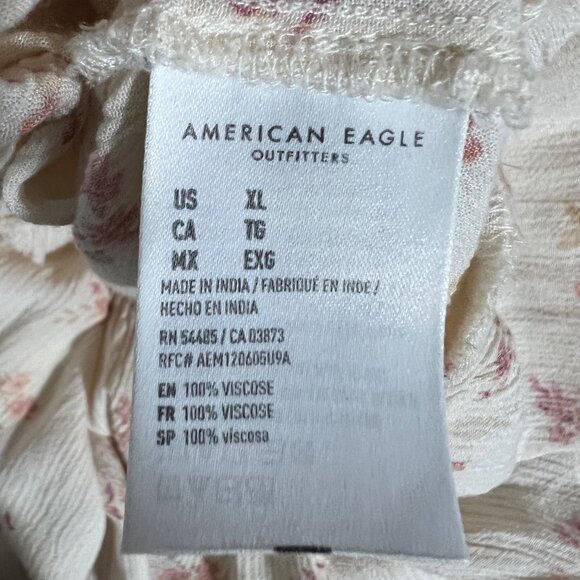 AMERICAN EAGLE
OUTFITTERS
US XL
CA TG
MX EXG
MADE IN INDIA / FABRIQUÉ EN INDE /
HECHO EN INDIA
RN 54485 / CA 03873
RFC# AEM120605U9A
EN 100% VISCOSE
FR 100% VISCOSE
SP 100% viscosa